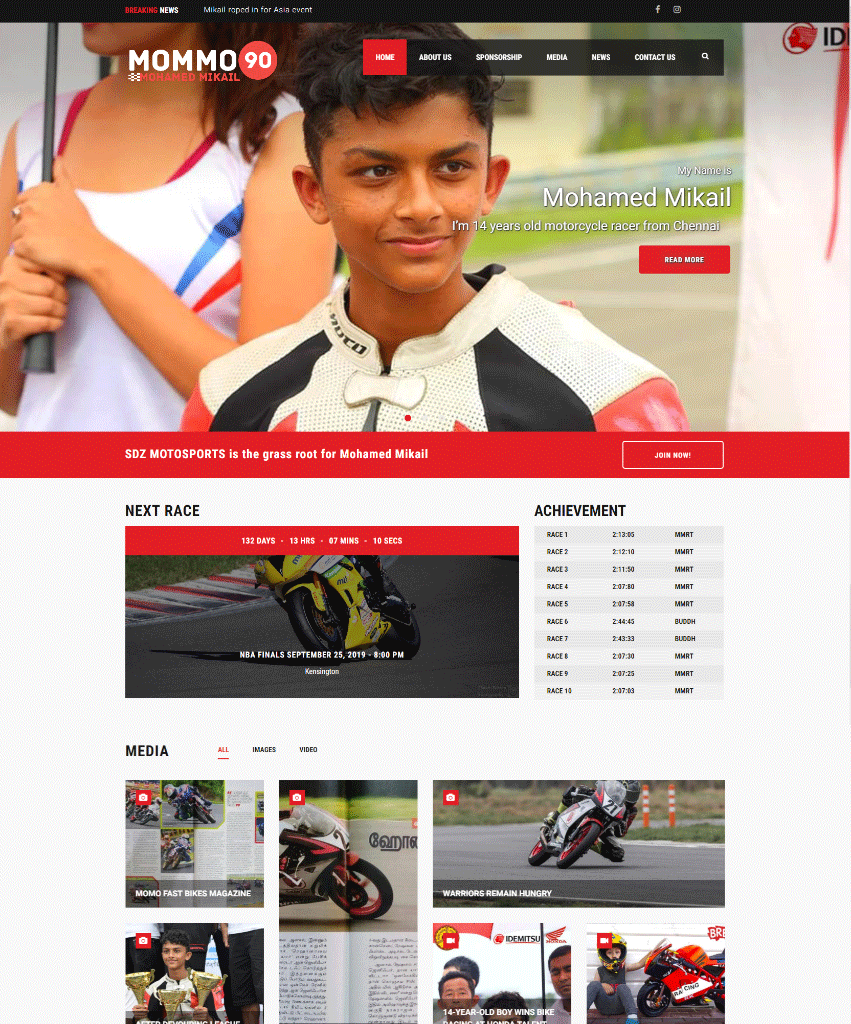 BREAKING NEWS Mikail roped in for Asia event
MOMMO 90
MOHAMED MIKAIL
HOME ABOUT US SPONSORSHIP MEDIA NEWS CONTACT US
My Name is
Mohamed Mikail
I'm 14 years old motorcycle racer from Chennai
READ MORE
SDZ MOTOSPORTS is the grass root for Mohamed Mikail
JOIN NOW!
NEXT RACE
132 DAYS - 13 HRS - 07 MINS - 10 SECS
NBA FINALS SEPTEMBER 25, 2019 - 8:00 PM
Kensington
ACHIEVEMENT
RACE 1 2:13:05 MMRT
RACE 2 2:12:10 MMRT
RACE 3 2:11:50 MMRT
RACE 4 2:07:80 MMRT
RACE 5 2:07:58 MMRT
RACE 6 2:44:45 BUDDH
RACE 7 2:43:33 BUDDH
RACE 8 2:07:30 MMRT
RACE 9 2:07:25 MMRT
RACE 10 2:07:03 MMRT
MEDIA
ALL IMAGES VIDEO
MOMO FAST BIKES MAGAZINE
21
WARRIORS REMAIN HUNGRY
IDEMITSU HONDA
RACING
14-YEAR-OLD BOY WINS BIKE
RACING AT HONDA TALENT
AFTER DEVOURING LEAGUE